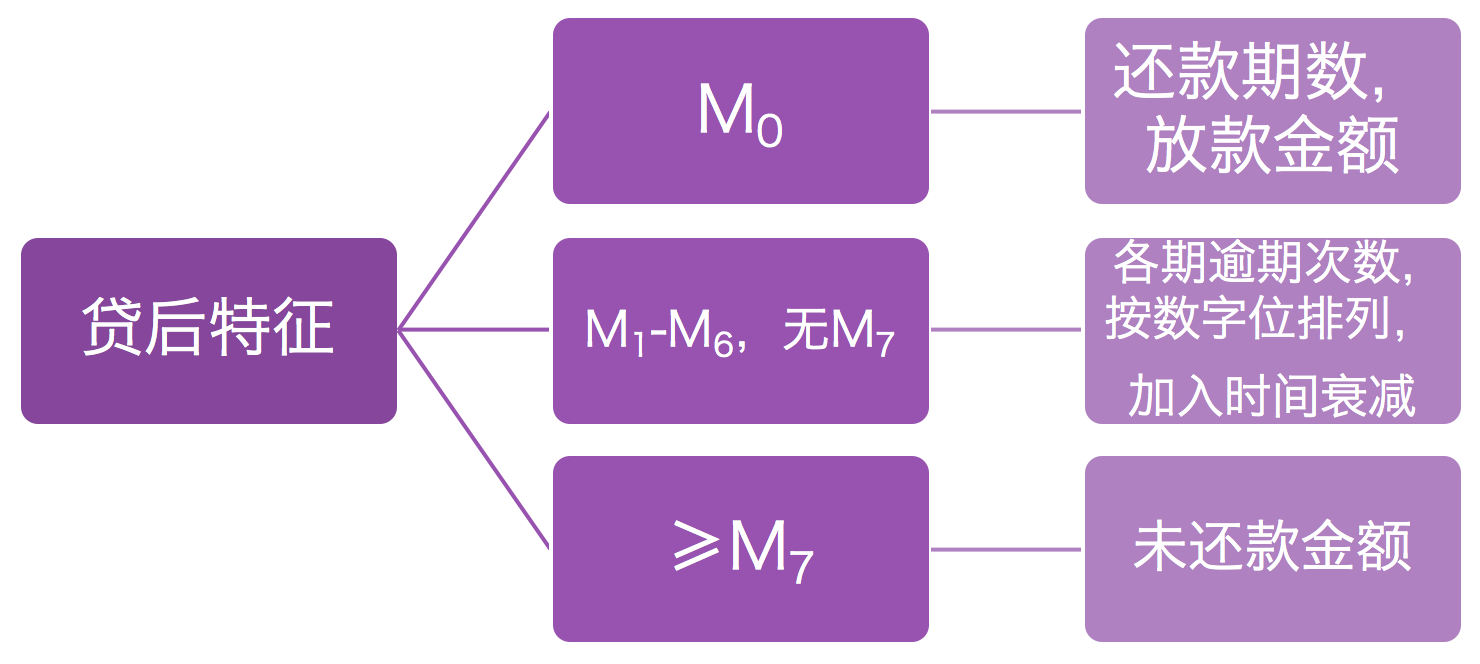 贷后特征
M₀
还款期数,
放款金额
M₁-M₆，无M₇
各期逾期次数,
按数字位排列,
加入时间衰减
≥M₇
未还款金额